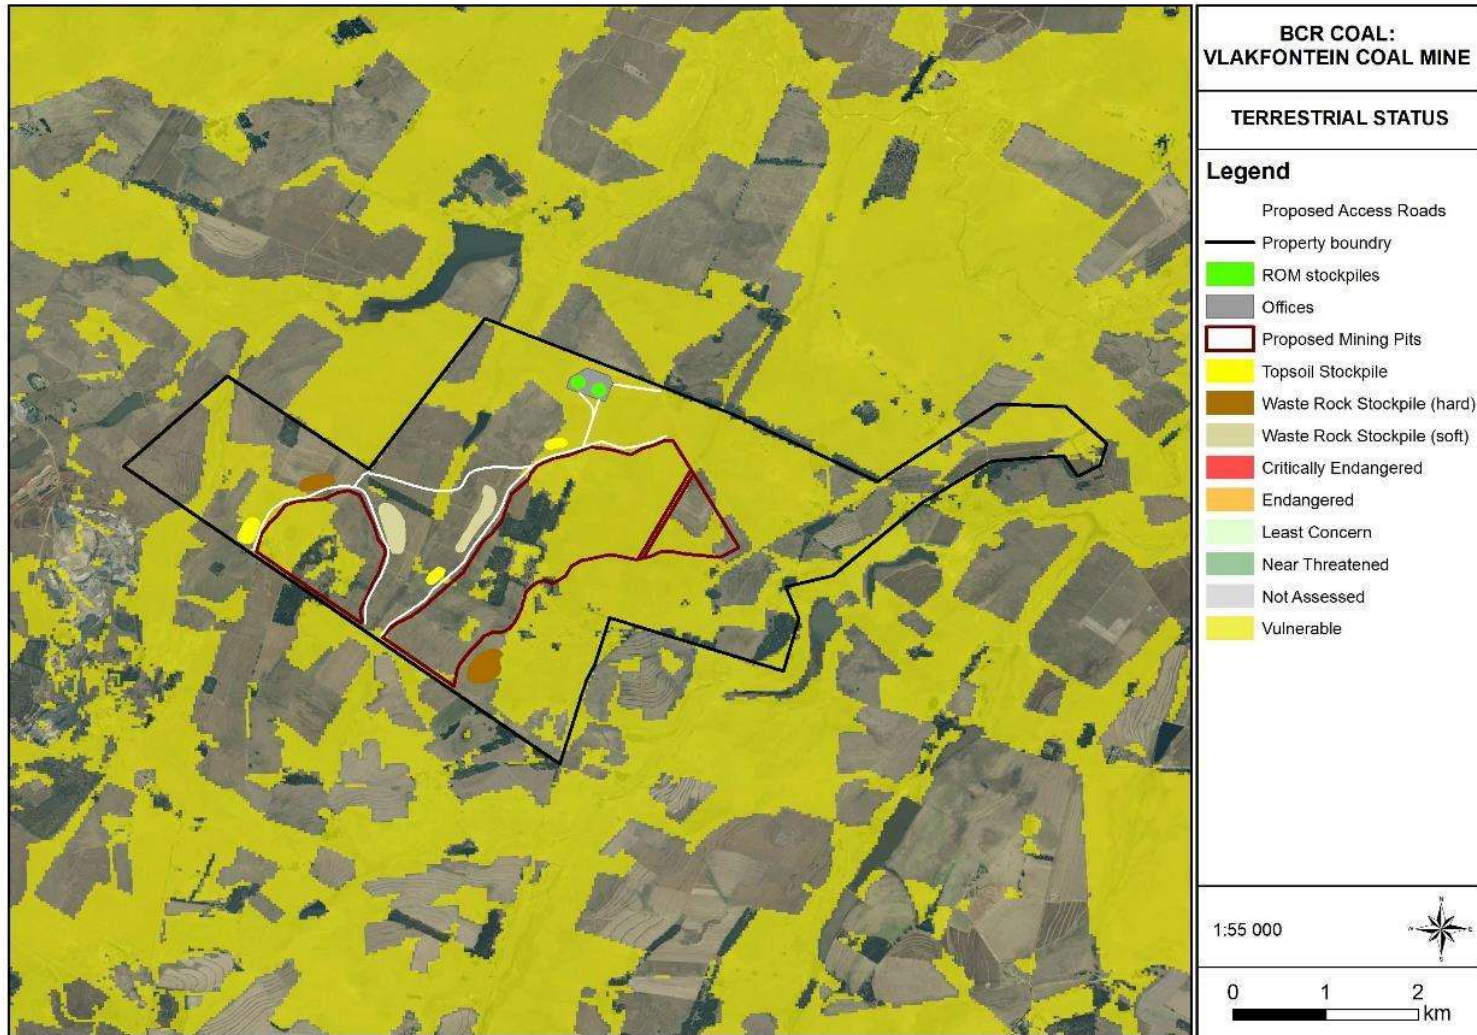 BCR COAL:
VLAKFONTEIN COAL MINE
TERRESTRIAL STATUS
Legend
Proposed Access Roads
Property boundry
ROM stockpiles
Offices
Proposed Mining Pits
Topsoil Stockpile
Waste Rock Stockpile (hard)
Waste Rock Stockpile (soft)
Critically Endangered
Endangered
Least Concern
Near Threatened
Not Assessed
Vulnerable
1:55 000
N
E
S
0 1 2
km